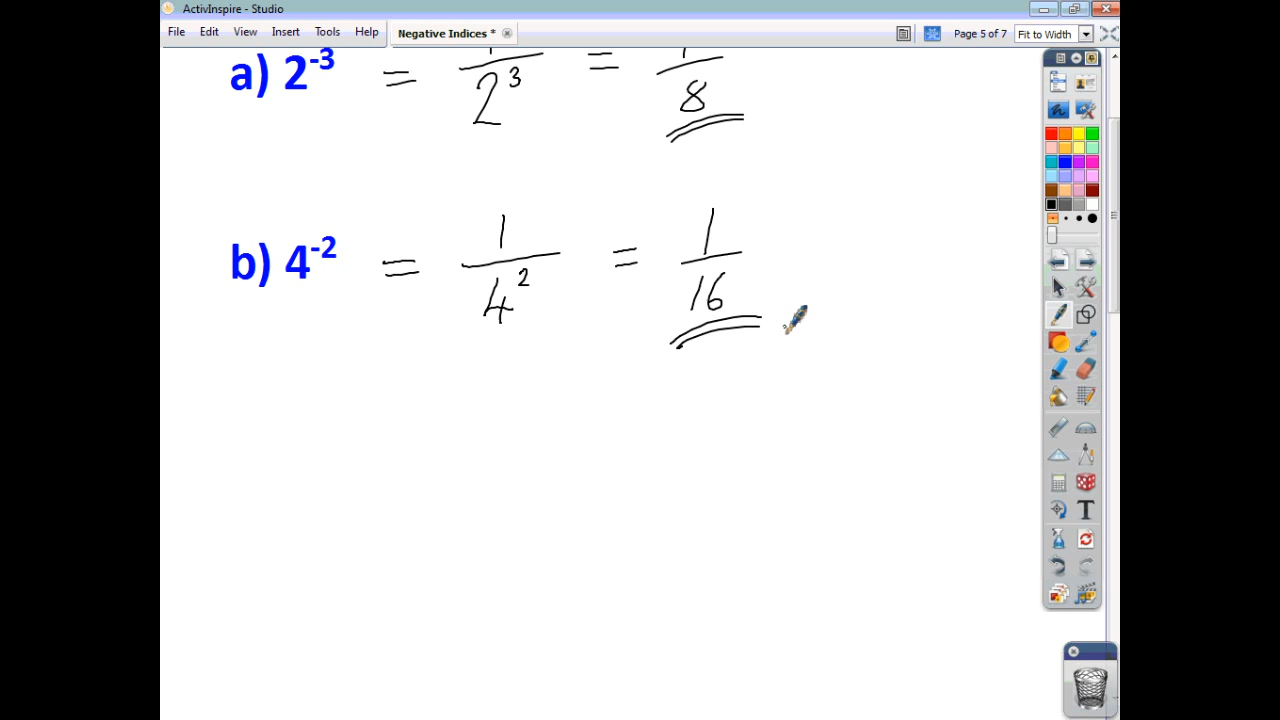 ActivInspire - Studio
File Edit View Insert Tools Help
Negative Indices *
Page 5 of 7
Fit to Width
a) 2⁻³ = 1/2³ = 1/8
b) 4⁻² = 1/4² = 1/16
T